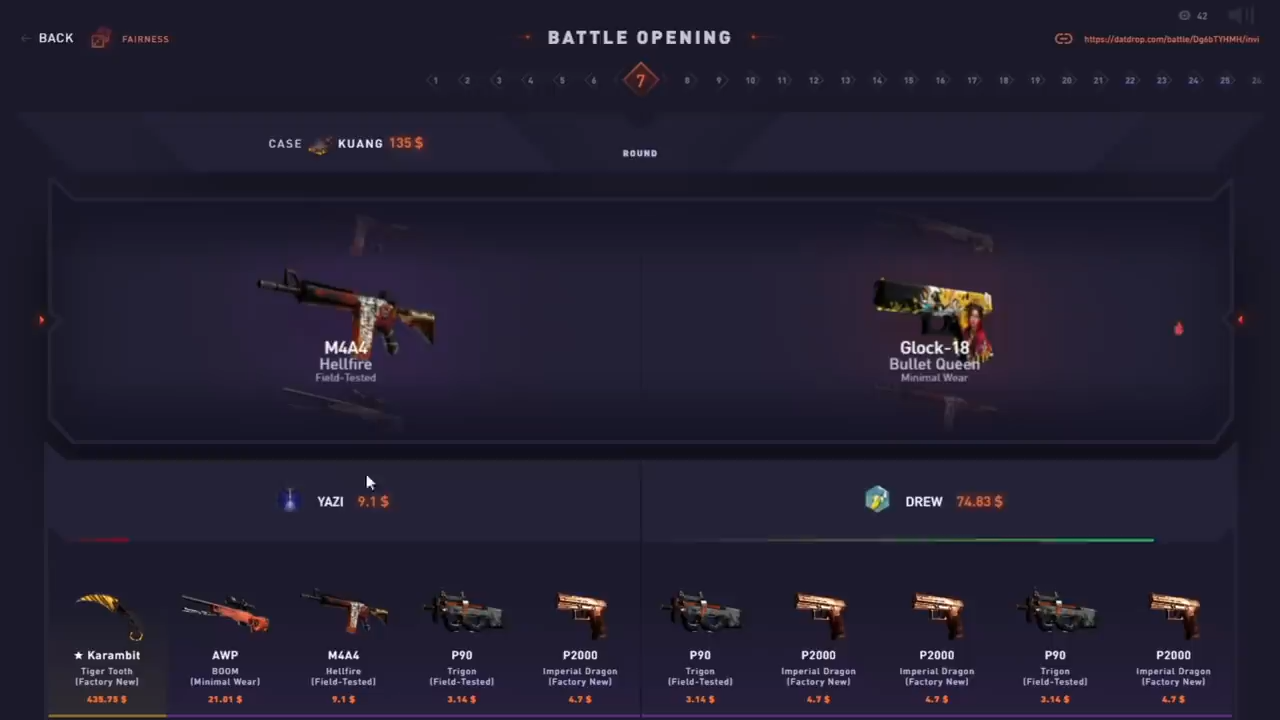 42
BACK
FAIRNESS
BATTLE OPENING
https://datdrop.com/battle/Dg6bTYHMH/invi
1 2 3 4 5 6 7 8 9 10 11 12 13 14 15 16 17 18 19 20 21 22 23 24 25 26
CASE KUANG 135 $
ROUND
M4A4
Hellfire
Field-Tested
Glock-18
Bullet Queen
Minimal Wear
YAZI 9.1 $
DREW 74.83 $
★ Karambit
Tiger Tooth
(Factory New)
435.75 $
AWP
BOOM
(Minimal Wear)
21.01 $
M4A4
Hellfire
(Field-Tested)
9.1 $
P90
Trigon
(Field-Tested)
3.14 $
P2000
Imperial Dragon
(Factory New)
4.7 $
P90
Trigon
(Field-Tested)
3.14 $
P2000
Imperial Dragon
(Factory New)
4.7 $
P2000
Imperial Dragon
(Factory New)
4.7 $
P90
Trigon
(Field-Tested)
3.14 $
P2000
Imperial Dragon
(Factory New)
4.7 $